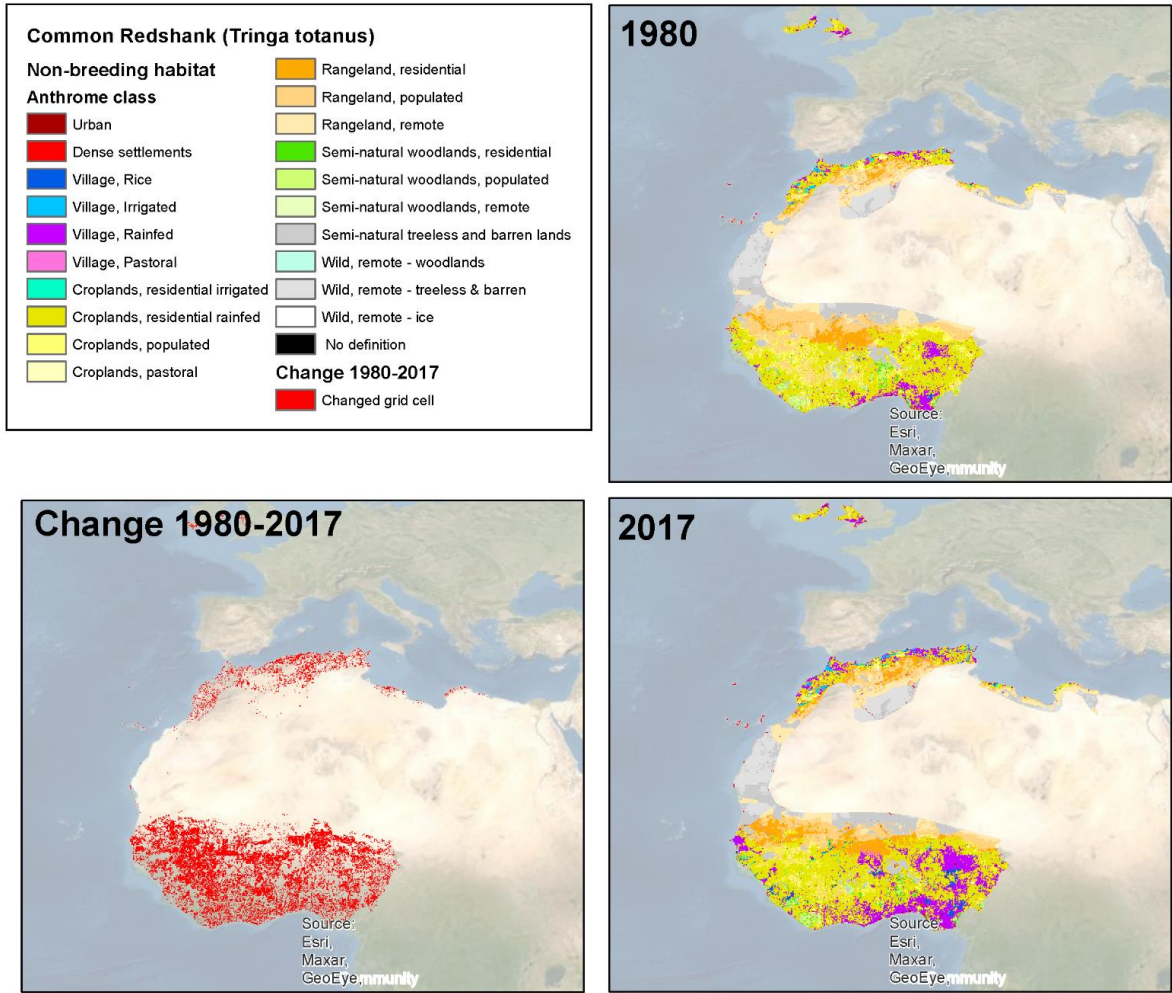 Common Redshank (Tringa totanus)
Non-breeding habitat
Anthrome class
Urban
Dense settlements
Village, Rice
Village, Irrigated
Village, Rainfed
Village, Pastoral
Croplands, residential irrigated
Croplands, residential rainfed
Croplands, populated
Croplands, pastoral
Rangeland, residential
Rangeland, populated
Rangeland, remote
Semi-natural woodlands, residential
Semi-natural woodlands, populated
Semi-natural woodlands, remote
Semi-natural treeless and barren lands
Wild, remote - woodlands
Wild, remote - treeless & barren
Wild, remote - ice
No definition
Change 1980-2017
Changed grid cell
1980
Source:
Esri,
Maxar,
GeoEye,
Change 1980-2017
Source:
Esri,
Maxar,
GeoEye,
2017
Source:
Esri,
Maxar,
GeoEye,